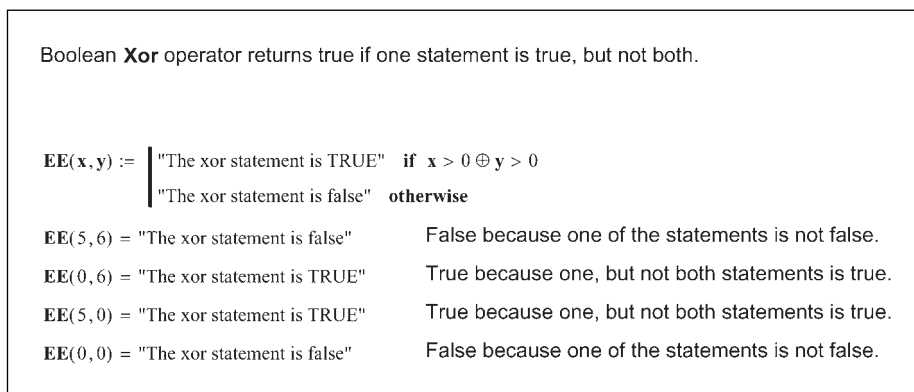 Boolean Xor operator returns true if one statement is true, but not both.
EE(x, y) := "The xor statement is TRUE" if x > 0 ⊕ y > 0
"The xor statement is false" otherwise
EE(5, 6) = "The xor statement is false" False because one of the statements is not false.
EE(0, 6) = "The xor statement is TRUE" True because one, but not both statements is true.
EE(5, 0) = "The xor statement is TRUE" True because one, but not both statements is true.
EE(0, 0) = "The xor statement is false" False because one of the statements is not false.